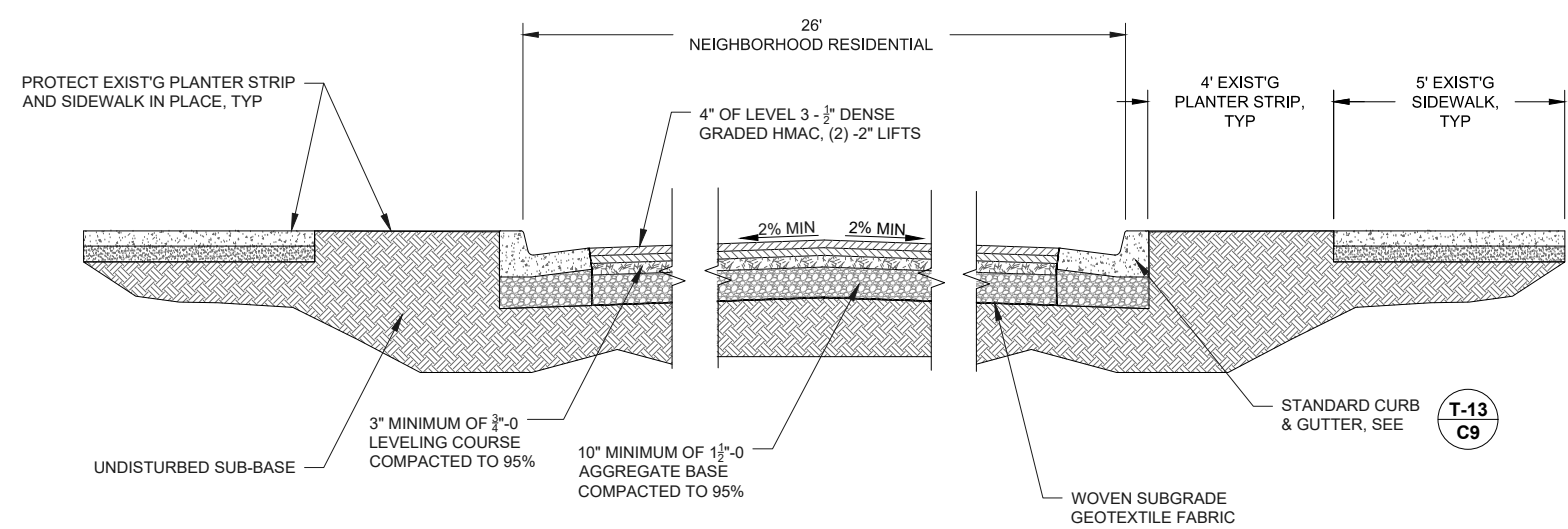 26'
NEIGHBORHOOD RESIDENTIAL
PROTECT EXIST'G PLANTER STRIP
AND SIDEWALK IN PLACE, TYP
4" OF LEVEL 3 - ½" DENSE
GRADED HMAC, (2) -2" LIFTS
4' EXIST'G
PLANTER STRIP,
TYP
5' EXIST'G
SIDEWALK,
TYP
2% MIN
2% MIN
UNDISTURBED SUB-BASE
3" MINIMUM OF ¾"-0
LEVELING COURSE
COMPACTED TO 95%
10" MINIMUM OF 1½"-0
AGGREGATE BASE
COMPACTED TO 95%
WOVEN SUBGRADE
GEOTEXTILE FABRIC
STANDARD CURB
& GUTTER, SEE
T-13
C9